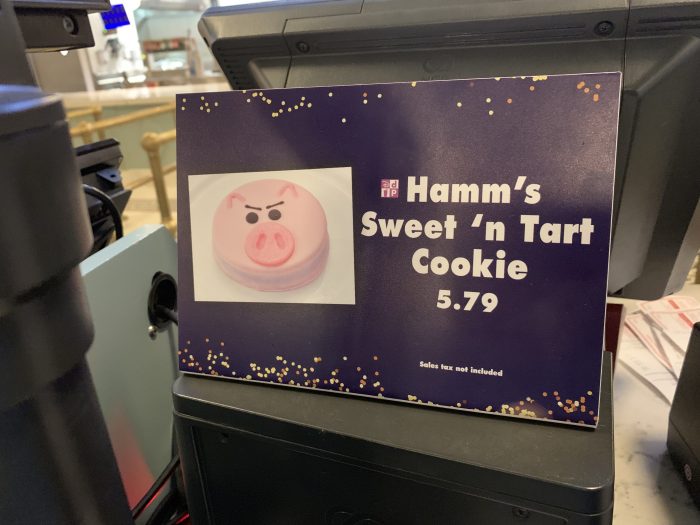 Hamm's
Sweet 'n Tart
Cookie
5.79
Sales tax not included